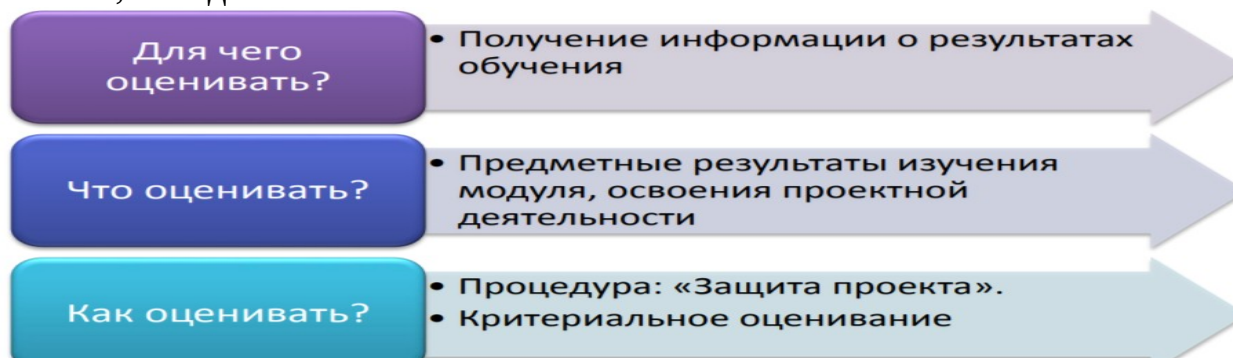 Для чего
оценивать?
• Получение информации о результатах
обучения
Что оценивать?
• Предметные результаты изучения
модуля, освоения проектной
деятельности
Как оценивать?
• Процедура: «Защита проекта».
• Критериальное оценивание